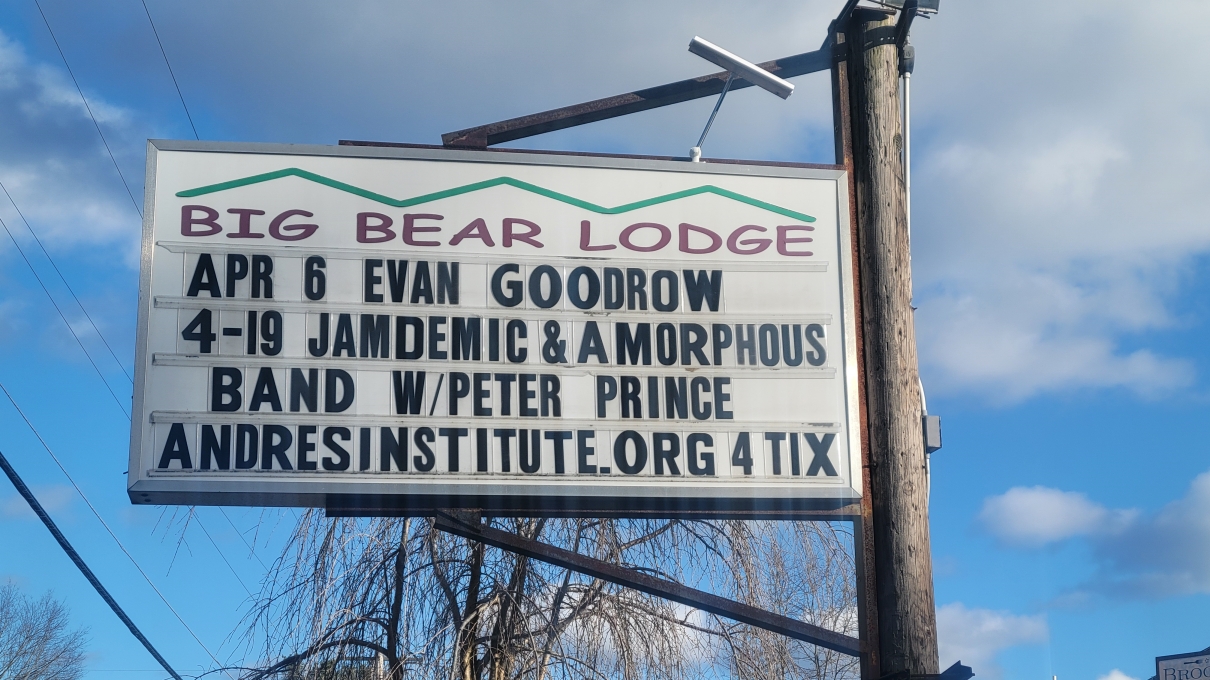 BIG BEAR LODGE
APR 6 EVAN GOODROW
4-19 JAMDEMIC & AMORPHOUS
BAND W/PETER PRINCE
ANDRESINSTITUTE.ORG 4 TIX